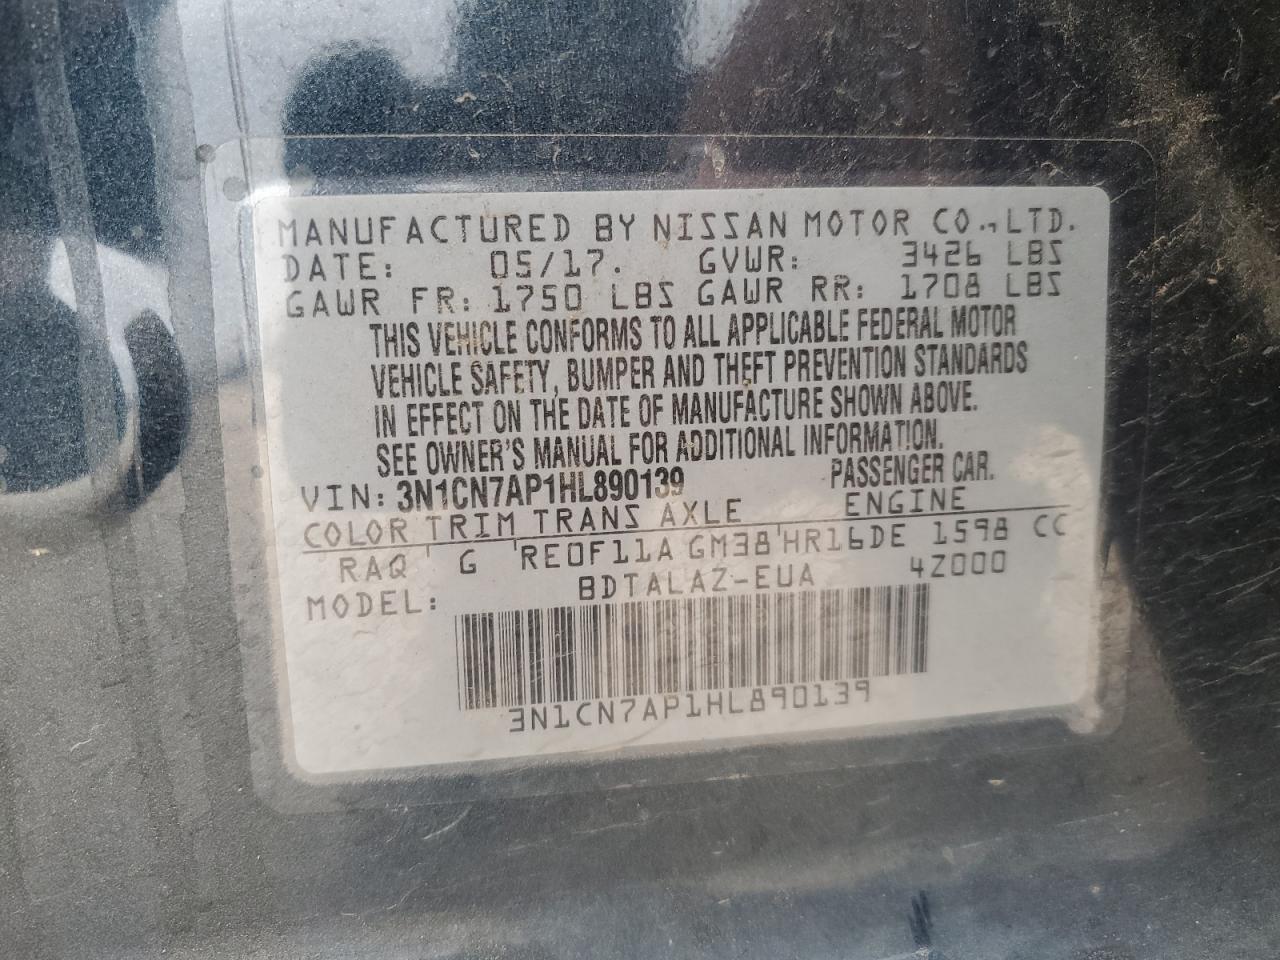 MANUFACTURED BY NISSAN MOTOR CO., LTD.
DATE: 05/17. GVWR: 3426 LBS
GAWR FR: 1750 LBS GAWR RR: 1708 LBS
THIS VEHICLE CONFORMS TO ALL APPLICABLE FEDERAL MOTOR
VEHICLE SAFETY, BUMPER AND THEFT PREVENTION STANDARDS
IN EFFECT ON THE DATE OF MANUFACTURE SHOWN ABOVE.
SEE OWNER'S MANUAL FOR ADDITIONAL INFORMATION.
VIN: 3N1CN7AP1HL890139 PASSENGER CAR.
COLOR TRIM TRANS AXLE ENGINE
RAQ G RE0F11A GM38 HR16DE 1598 CC
MODEL: BDTALAZ-EUA 4Z000
3N1CN7AP1HL890139